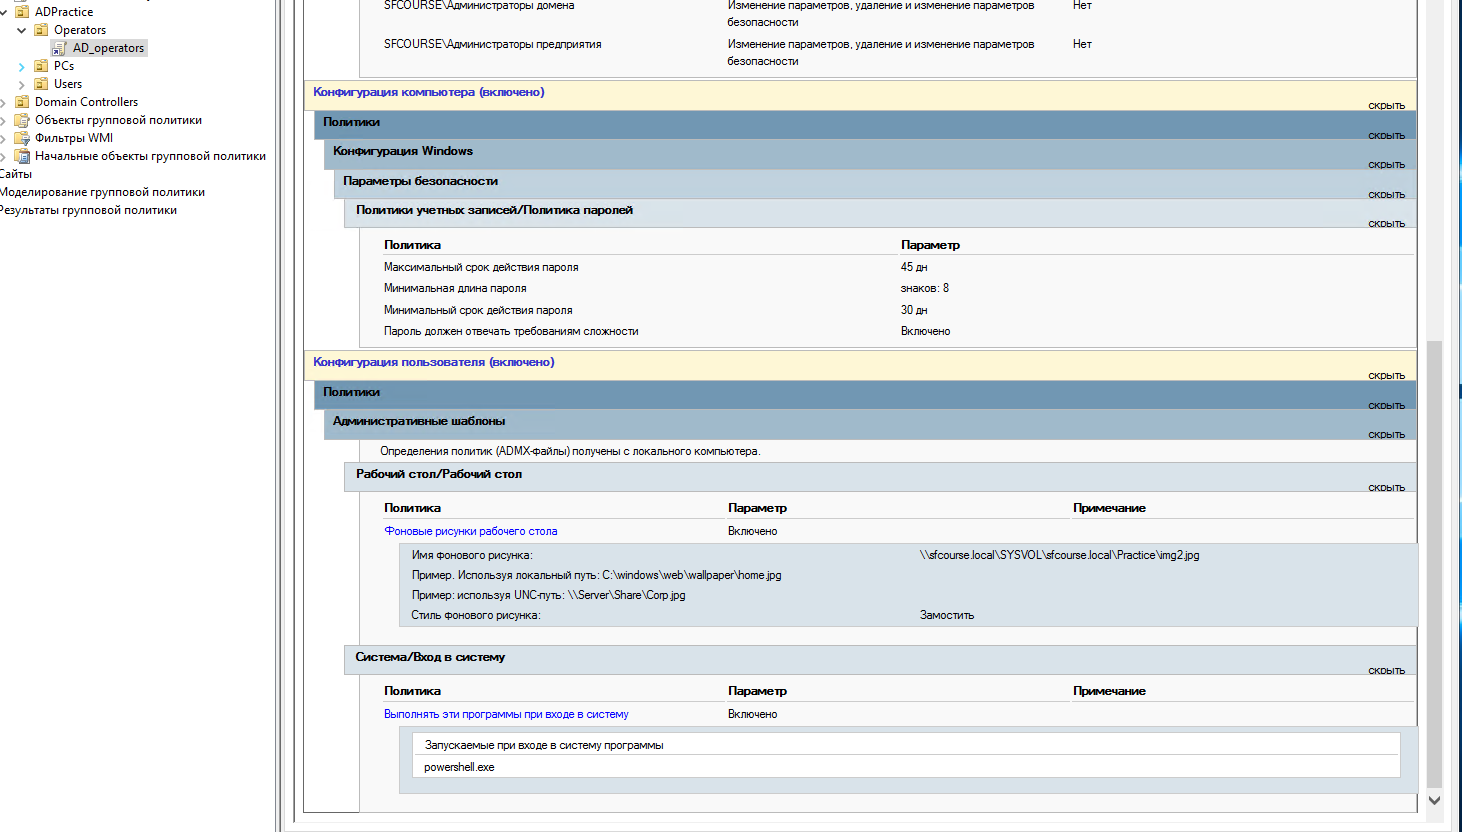 ADPractice
Operators
AD_operators
PCs
Users
Domain Controllers
Объекты групповой политики
Фильтры WMI
Начальные объекты групповой политики
Сайты
Моделирование групповой политики
Результаты групповой политики
SFCOURSE\Администраторы домена Изменение параметров, удаление и изменение параметров безопасности Нет
SFCOURSE\Администраторы предприятия Изменение параметров, удаление и изменение параметров безопасности Нет
Конфигурация компьютера (включено) скрыть
Политики скрыть
Конфигурация Windows скрыть
Параметры безопасности скрыть
Политики учетных записей/Политика паролей скрыть
Политика Параметр
Максимальный срок действия пароля 45 дн
Минимальная длина пароля знаков: 8
Минимальный срок действия пароля 30 дн
Пароль должен отвечать требованиям сложности Включено
Конфигурация пользователя (включено) скрыть
Политики скрыть
Административные шаблоны скрыть
Определения политик (ADMX-файлы) получены с локального компьютера.
Рабочий стол/Рабочий стол скрыть
Политика Параметр Примечание
Фоновые рисунки рабочего стола Включено
Имя фонового рисунка: \\sfcourse.local\SYSVOL\sfcourse.local\Practice\img2.jpg
Пример. Используя локальный путь: C:\windows\web\wallpaper\home.jpg
Пример: используя UNC-путь: \\Server\Share\Corp.jpg
Стиль фонового рисунка: Замостить
Система/Вход в систему скрыть
Политика Параметр Примечание
Выполнять эти программы при входе в систему Включено
Запускаемые при входе в систему программы
powershell.exe